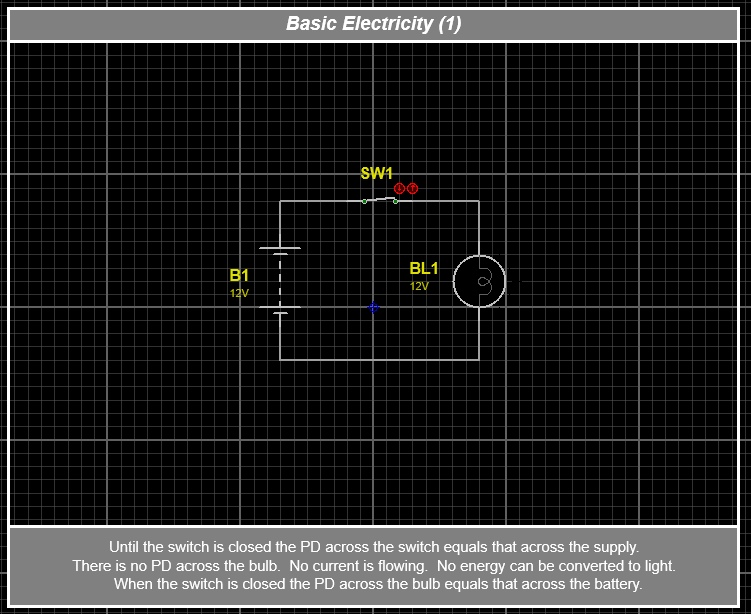 Basic Electricity (1)
SW1
B1
12V
BL1
12V
Until the switch is closed the PD across the switch equals that across the supply.
There is no PD across the bulb.  No current is flowing.  No energy can be converted to light.
When the switch is closed the PD across the bulb equals that across the battery.